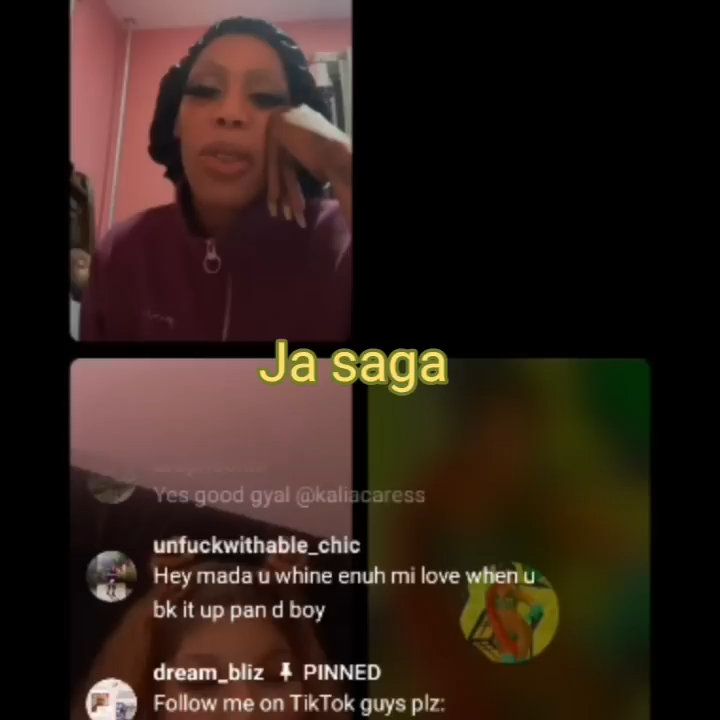 Ja saga
Yes good gyal @kaliacaress
unfuckwithable_chic
Hey mada u whine enuh mi love when u
bk it up pan d boy
dream_bliz PINNED
Follow me on TikTok guys plz: